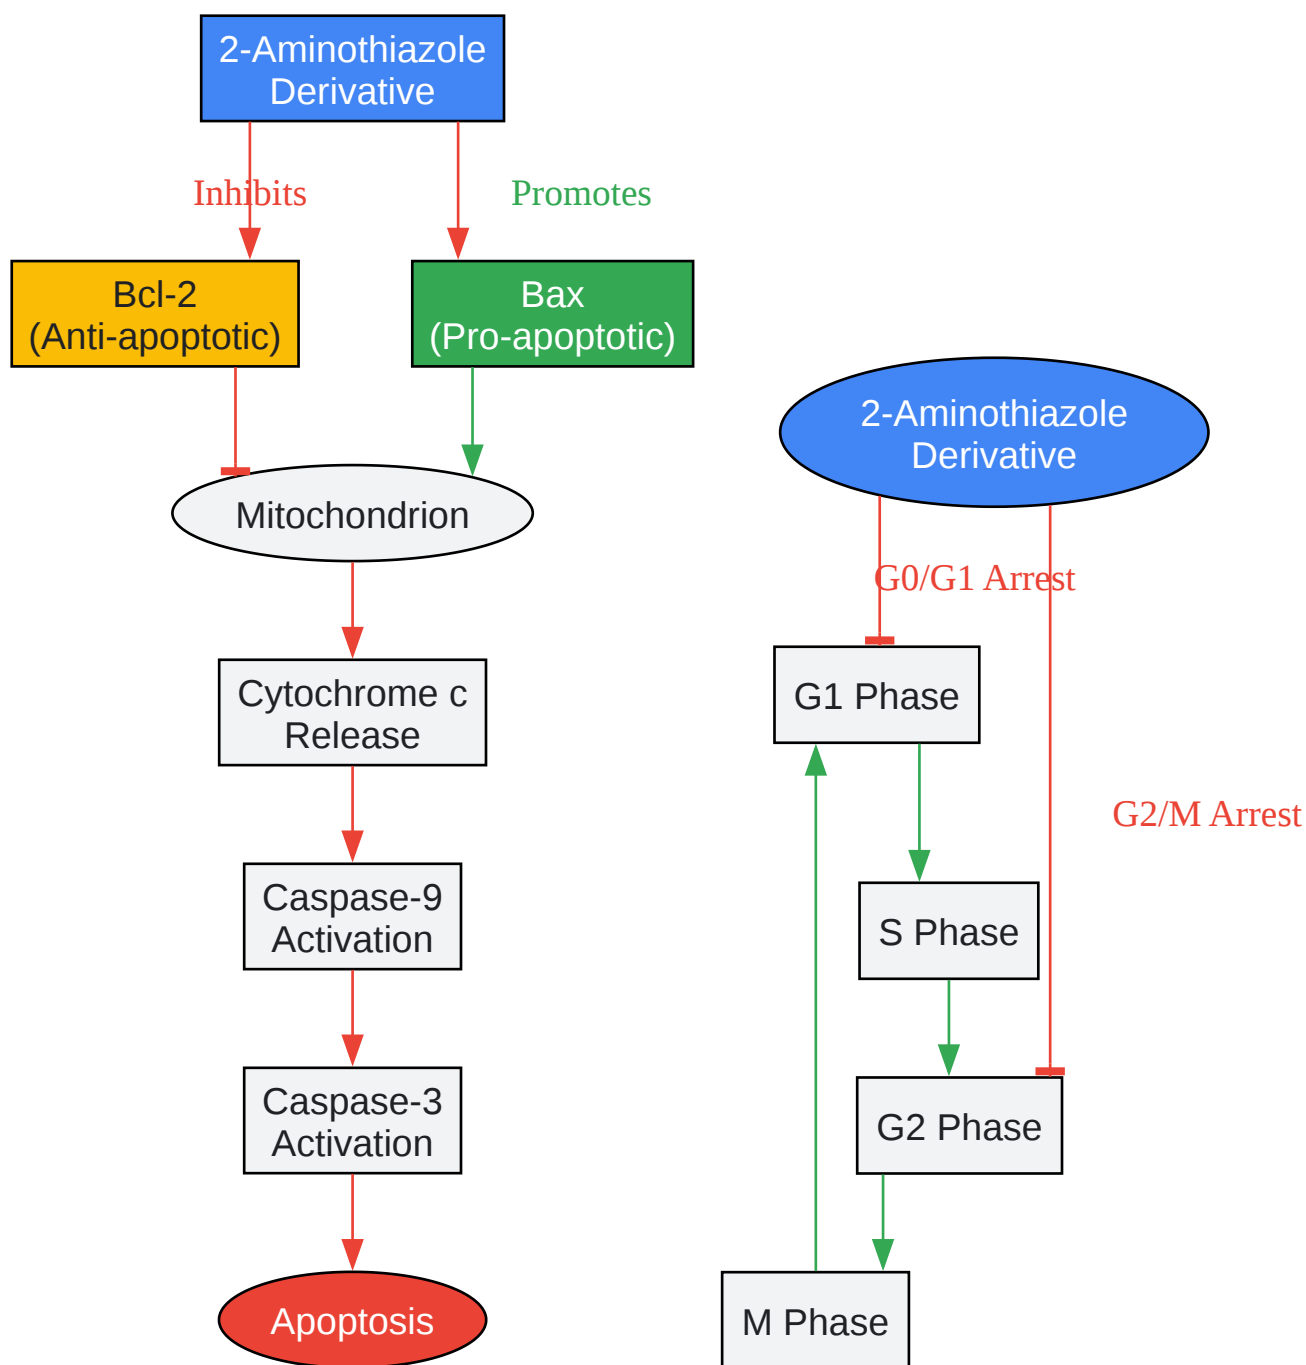 2-Aminothiazole
Derivative
Inhibits
Promotes
Bcl-2
(Anti-apoptotic)
Bax
(Pro-apoptotic)
Mitochondrion
Cytochrome c
Release
Caspase-9
Activation
Caspase-3
Activation
Apoptosis
2-Aminothiazole
Derivative
G0/G1 Arrest
G1 Phase
G2/M Arrest
S Phase
G2 Phase
M Phase